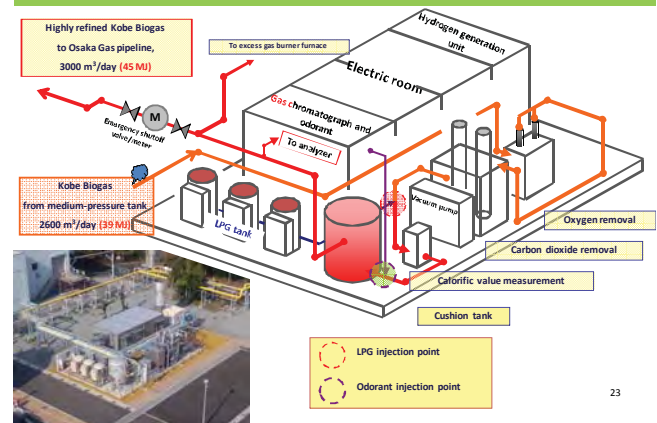 Highly refined Kobe Biogas
to Osaka Gas pipeline,
3000 m³/day (45 MJ)
To excess gas burner furnace
Hydrogen generation
unit
Electric room
Gas chromatograph and
odorant
M
Emergency shutoff
valve/meter
To analyzer
Kobe Biogas
from medium-pressure tank
2600 m³/day (39 MJ)
LPG tank
Vacuum pump
Oxygen removal
Carbon dioxide removal
Calorific value measurement
Cushion tank
LPG injection point
Odorant injection point
23